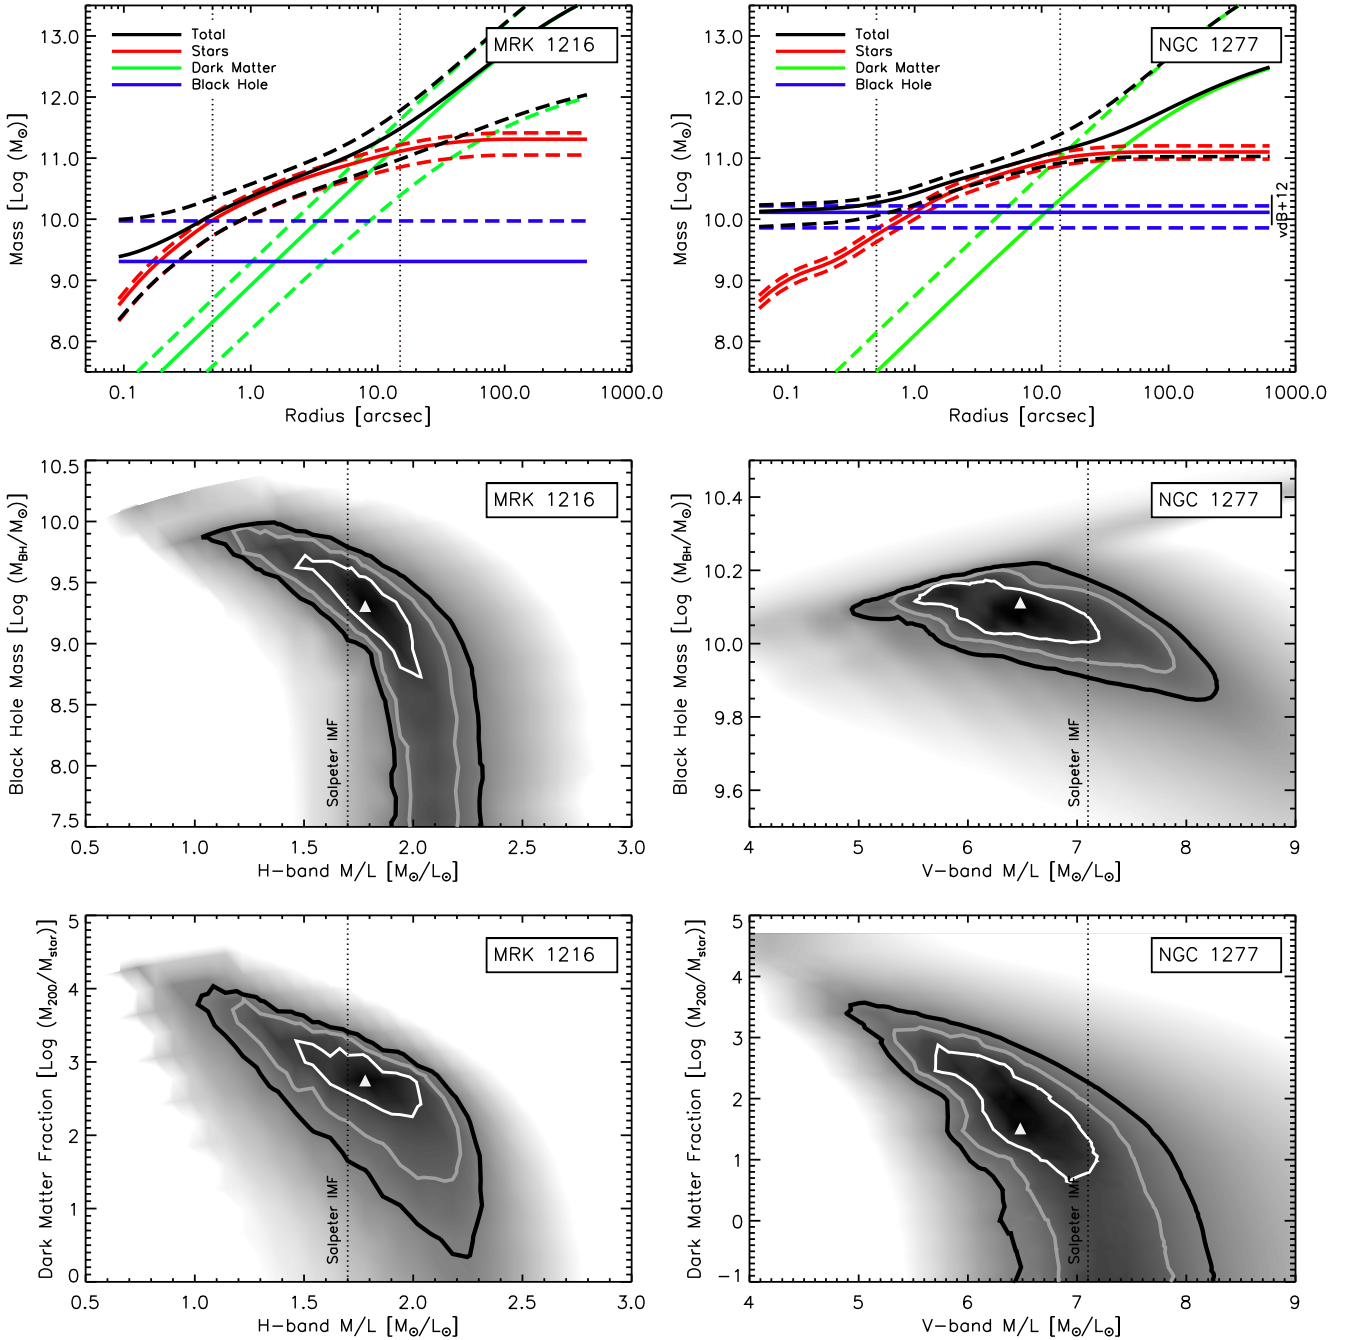 Total
Stars
Dark Matter
Black Hole
MRK 1216
13.0
12.0
11.0
10.0
9.0
8.0
Mass [Log (M⊙)]
0.1 1.0 10.0 100.0 1000.0
Radius [arcsec]
Total
Stars
Dark Matter
Black Hole
NGC 1277
13.0
12.0
11.0
10.0
9.0
8.0
Mass [Log (M⊙)]
vdB+12
0.1 1.0 10.0 100.0 1000.0
Radius [arcsec]
MRK 1216
10.5
10.0
9.5
9.0
8.5
8.0
7.5
Black Hole Mass [Log (M_BH/M⊙)]
Salpeter IMF
0.5 1.0 1.5 2.0 2.5 3.0
H-band M/L [M⊙/L⊙]
NGC 1277
10.4
10.2
10.0
9.8
9.6
Black Hole Mass [Log (M_BH/M⊙)]
Salpeter IMF
4 5 6 7 8 9
V-band M/L [M⊙/L⊙]
MRK 1216
5
4
3
2
1
0
Dark Matter Fraction [Log (M_200/M_star)]
Salpeter IMF
0.5 1.0 1.5 2.0 2.5 3.0
H-band M/L [M⊙/L⊙]
NGC 1277
5
4
3
2
1
0
-1
Dark Matter Fraction [Log (M_200/M_star)]
Salpeter IMF
4 5 6 7 8 9
V-band M/L [M⊙/L⊙]